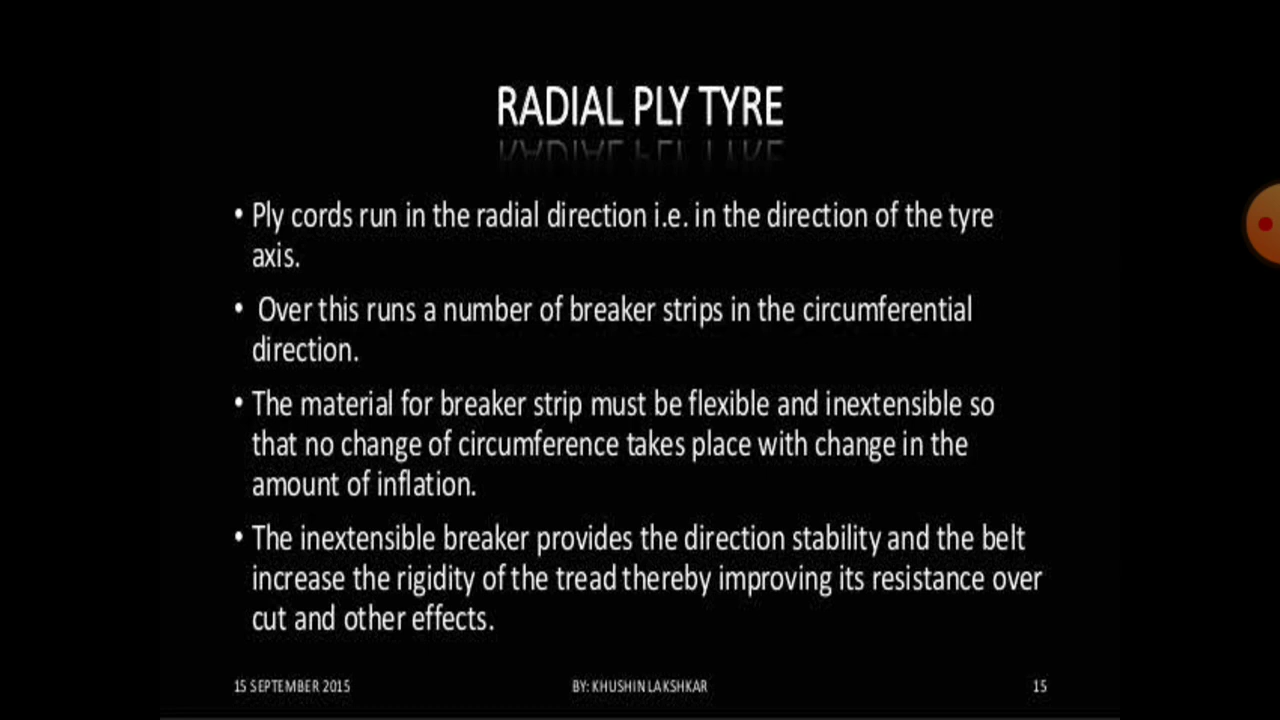 RADIAL PLY TYRE
• Ply cords run in the radial direction i.e. in the direction of the tyre
axis.
• Over this runs a number of breaker strips in the circumferential
direction.
• The material for breaker strip must be flexible and inextensible so
that no change of circumference takes place with change in the
amount of inflation.
• The inextensible breaker provides the direction stability and the belt
increase the rigidity of the tread thereby improving its resistance over
cut and other effects.
15 SEPTEMBER 2015
BY: KHUSHIN LAKSHKAR
15